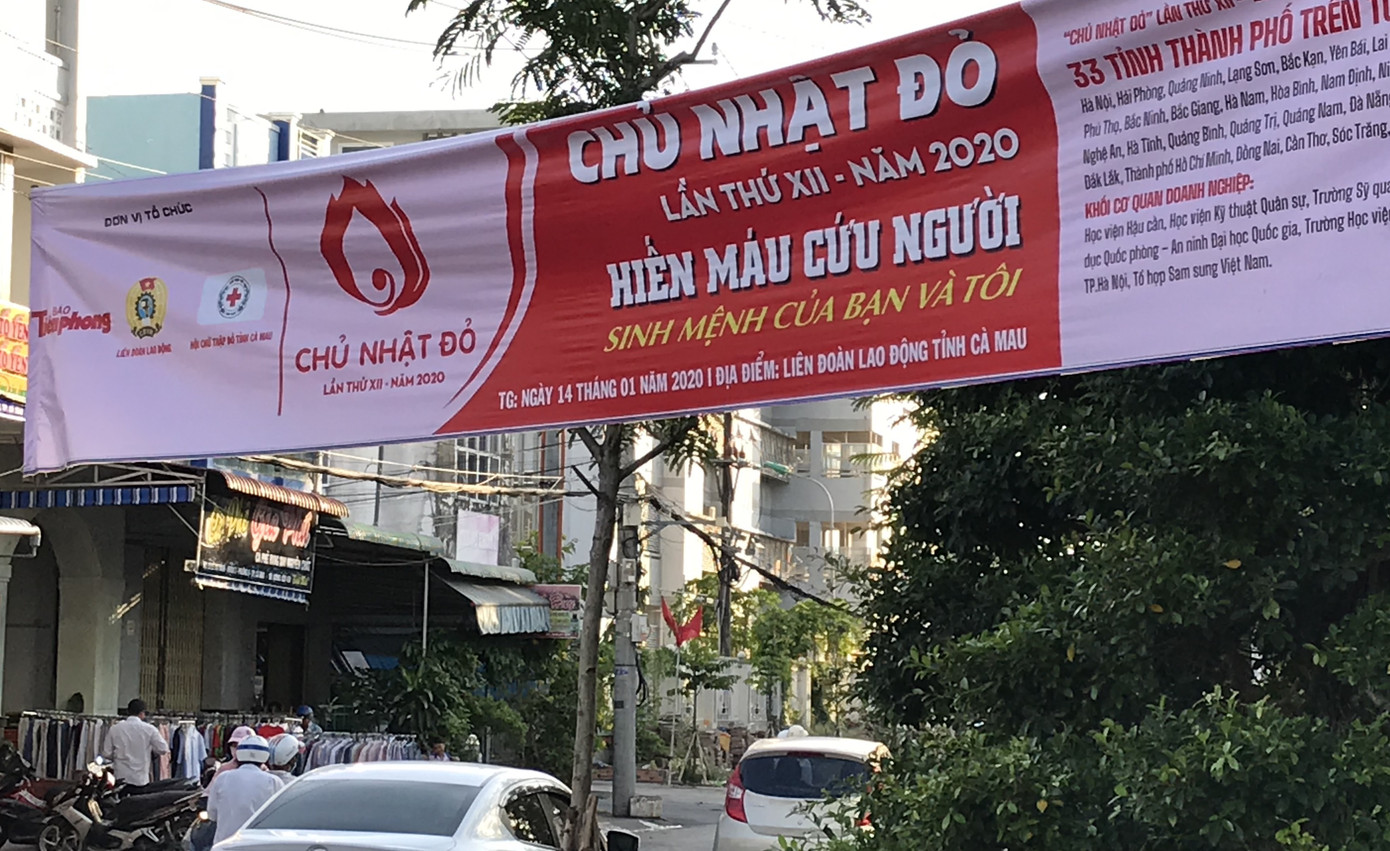 ĐƠN VỊ TỔ CHỨC
BÁO
Tiền phong
LIÊN ĐOÀN LAO ĐỘNG
HỘI CHỮ THẬP ĐỎ TỈNH CÀ MAU
CHỦ NHẬT ĐỎ
LẦN THỨ XII - NĂM 2020
CHỦ NHẬT ĐỎ
LẦN THỨ XII - NĂM 2020
HIẾN MÁU CỨU NGƯỜI
SINH MỆNH CỦA BẠN VÀ TÔI
TG: NGÀY 14 THÁNG 01 NĂM 2020 I ĐỊA ĐIỂM: LIÊN ĐOÀN LAO ĐỘNG TỈNH CÀ MAU
"CHỦ NHẬT ĐỎ" LẦN THỨ XII -
33 TỈNH THÀNH PHỐ TRÊN
Hà Nội, Hải Phòng, Quảng Ninh, Lạng Sơn, Bắc Kạn, Yên Bái, Lai
Phú Thọ, Bắc Ninh, Bắc Giang, Hà Nam, Hòa Bình, Nam Định,
Nghệ An, Hà Tĩnh, Quảng Bình, Quảng Trị, Quảng Nam, Đà Nẵng
Đắk Lắk, Thành phố Hồ Chí Minh, Đồng Nai, Cần Thơ, Sóc Trăng,
KHỐI CƠ QUAN DOANH NGHIỆP:
Học viện Hậu cần, Học viện Kỹ thuật Quân sự, Trường Sỹ qua
dục Quốc phòng – An ninh Đại học Quốc gia, Trường Học việ
TP.Hà Nội, Tổ hợp Sam sung Việt Nam.